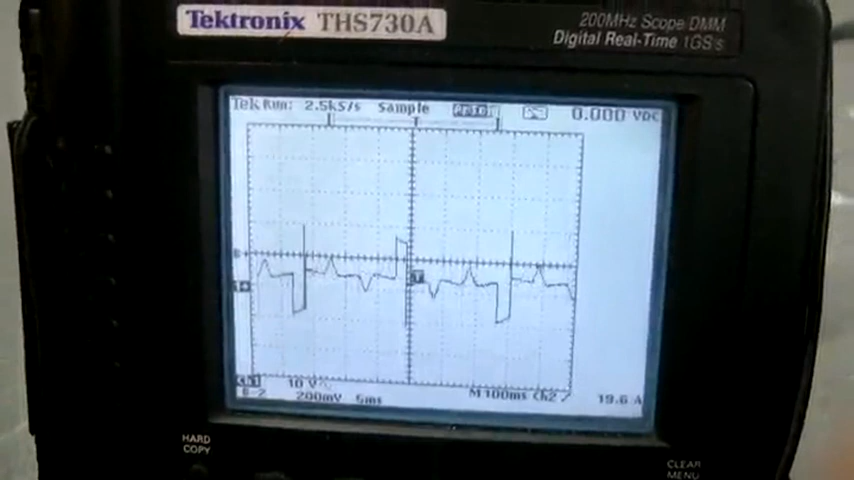 Tektronix THS730A
200MHz Scope DMM
Digital Real-Time 1GS/s
Tek Run: 2.5kS/s Sample
0.000 VDC
10 V
200mV 5ms
M 100ms Ch2
19.6 A
HARD
COPY
CLEAR
MENU